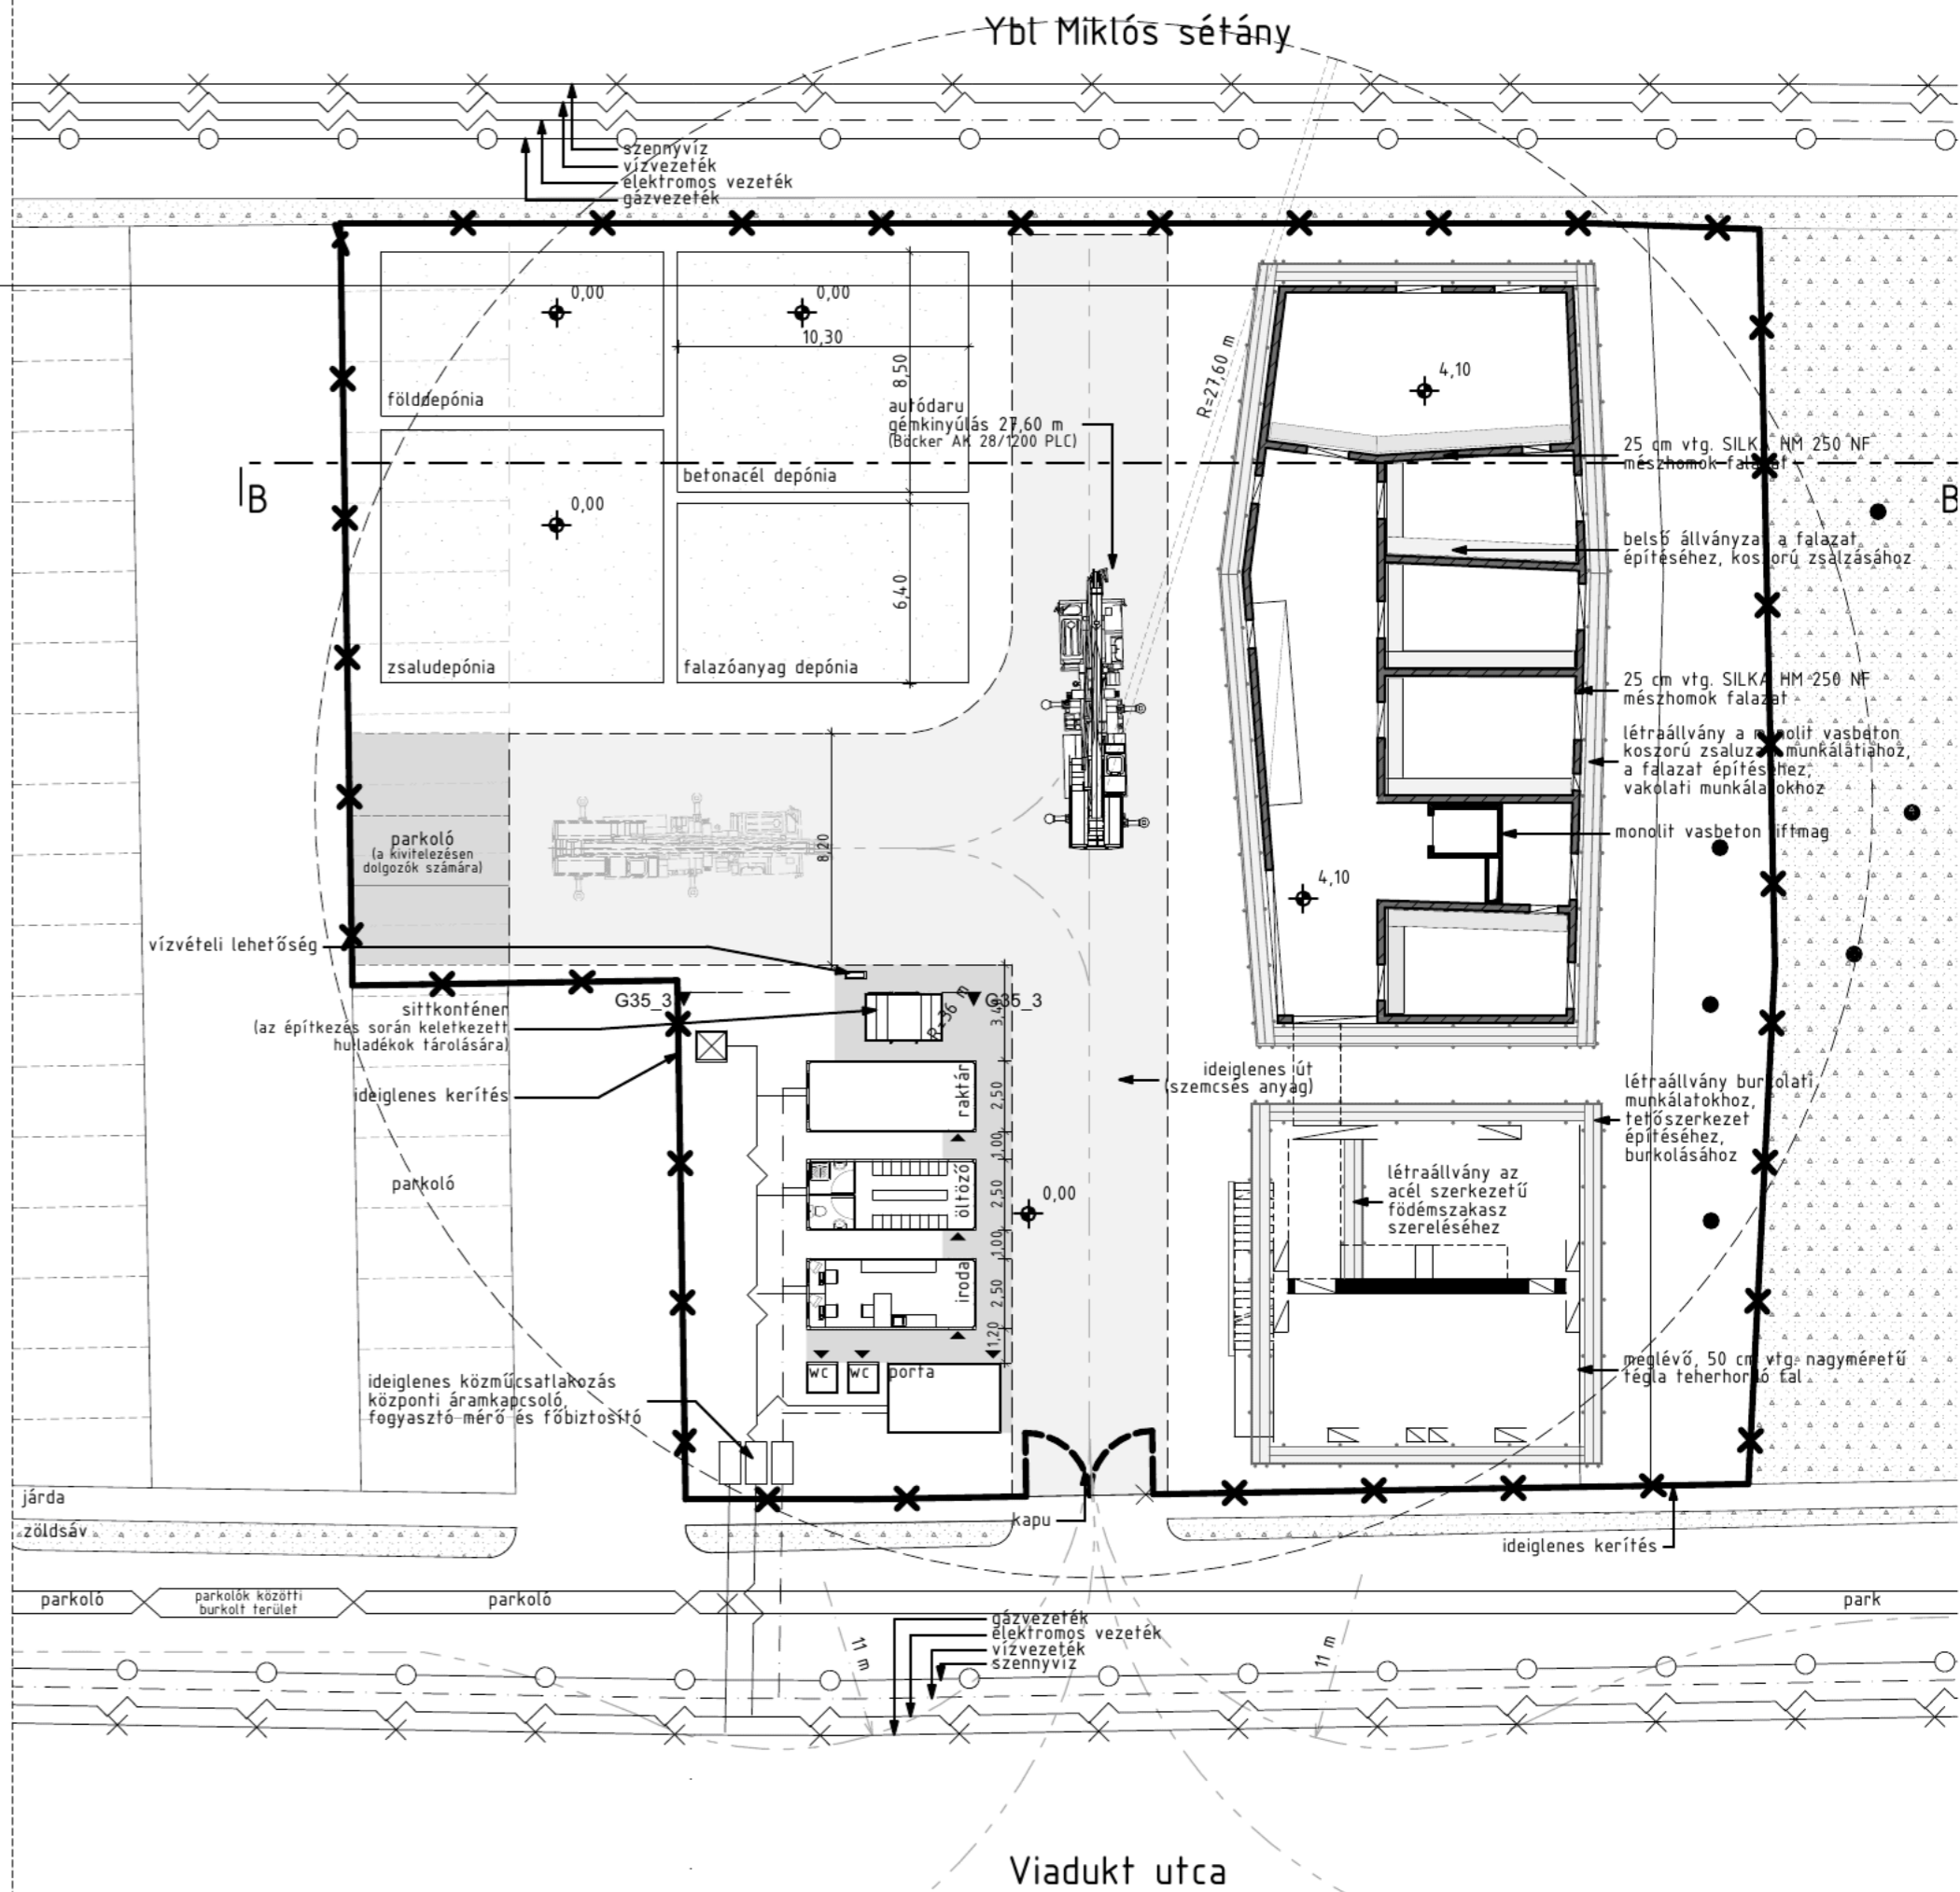 Ybl Miklós sétány
szennyvíz
vízvezeték
elektromos vezeték
gázvezeték
0,00
0,00
10,30
8,50
földdepónia
autódaru
gémkinyúlás 27,60 m
(Böcker AK 28/1200 PLC)
R=27,60 m
4,10
betonacél depónia
B
B
0,00
6,40
zsaludepónia
falazóanyag depónia
25 cm vtg. SILKA HM 250 NF
mészhomok falazat
belső állványzat a falazat
építéséhez, koszorú zsalzásához
25 cm vtg. SILKA HM 250 NF
mészhomok falazat
létraállvány a monolit vasbeton
koszorú zsaluzat munkálatiahoz,
a falazat építéséhez,
vakolati munkálatokhoz
monolit vasbeton liftmag
parkoló
(a kivitelezésen
dolgozók számára)
8,20
4,10
vízvételi lehetőség
G35_3
G35_3
R=36 m
3,40
sittkonténer
(az építkezés során keletkezett
hulladékok tárolására)
ideiglenes kerítés
ideiglenes út
(szemcsés anyag)
raktár
2,50
1,00
öltöző
2,50
1,00
iroda
2,50
1,20
0,00
parkoló
létraállvány burkolati
munkálatokhoz,
tetőszerkezet
építéséhez,
burkolásához
létraállvány az
acél szerkezetű
födémszakasz
szereléséhez
wc
wc
porta
ideiglenes közműcsatlakozás
központi áramkapcsoló,
fogyasztó mérő és főbiztosító
meglévő, 50 cm vtg. nagyméretű
tégla teherhordó fal
járda
zöldsáv
kapu
ideiglenes kerítés
parkoló
parkolók közötti
burkolt terület
parkoló
park
gázvezeték
elektromos vezeték
vízvezeték
szennyvíz
11 m
11 m
Viadukt utca